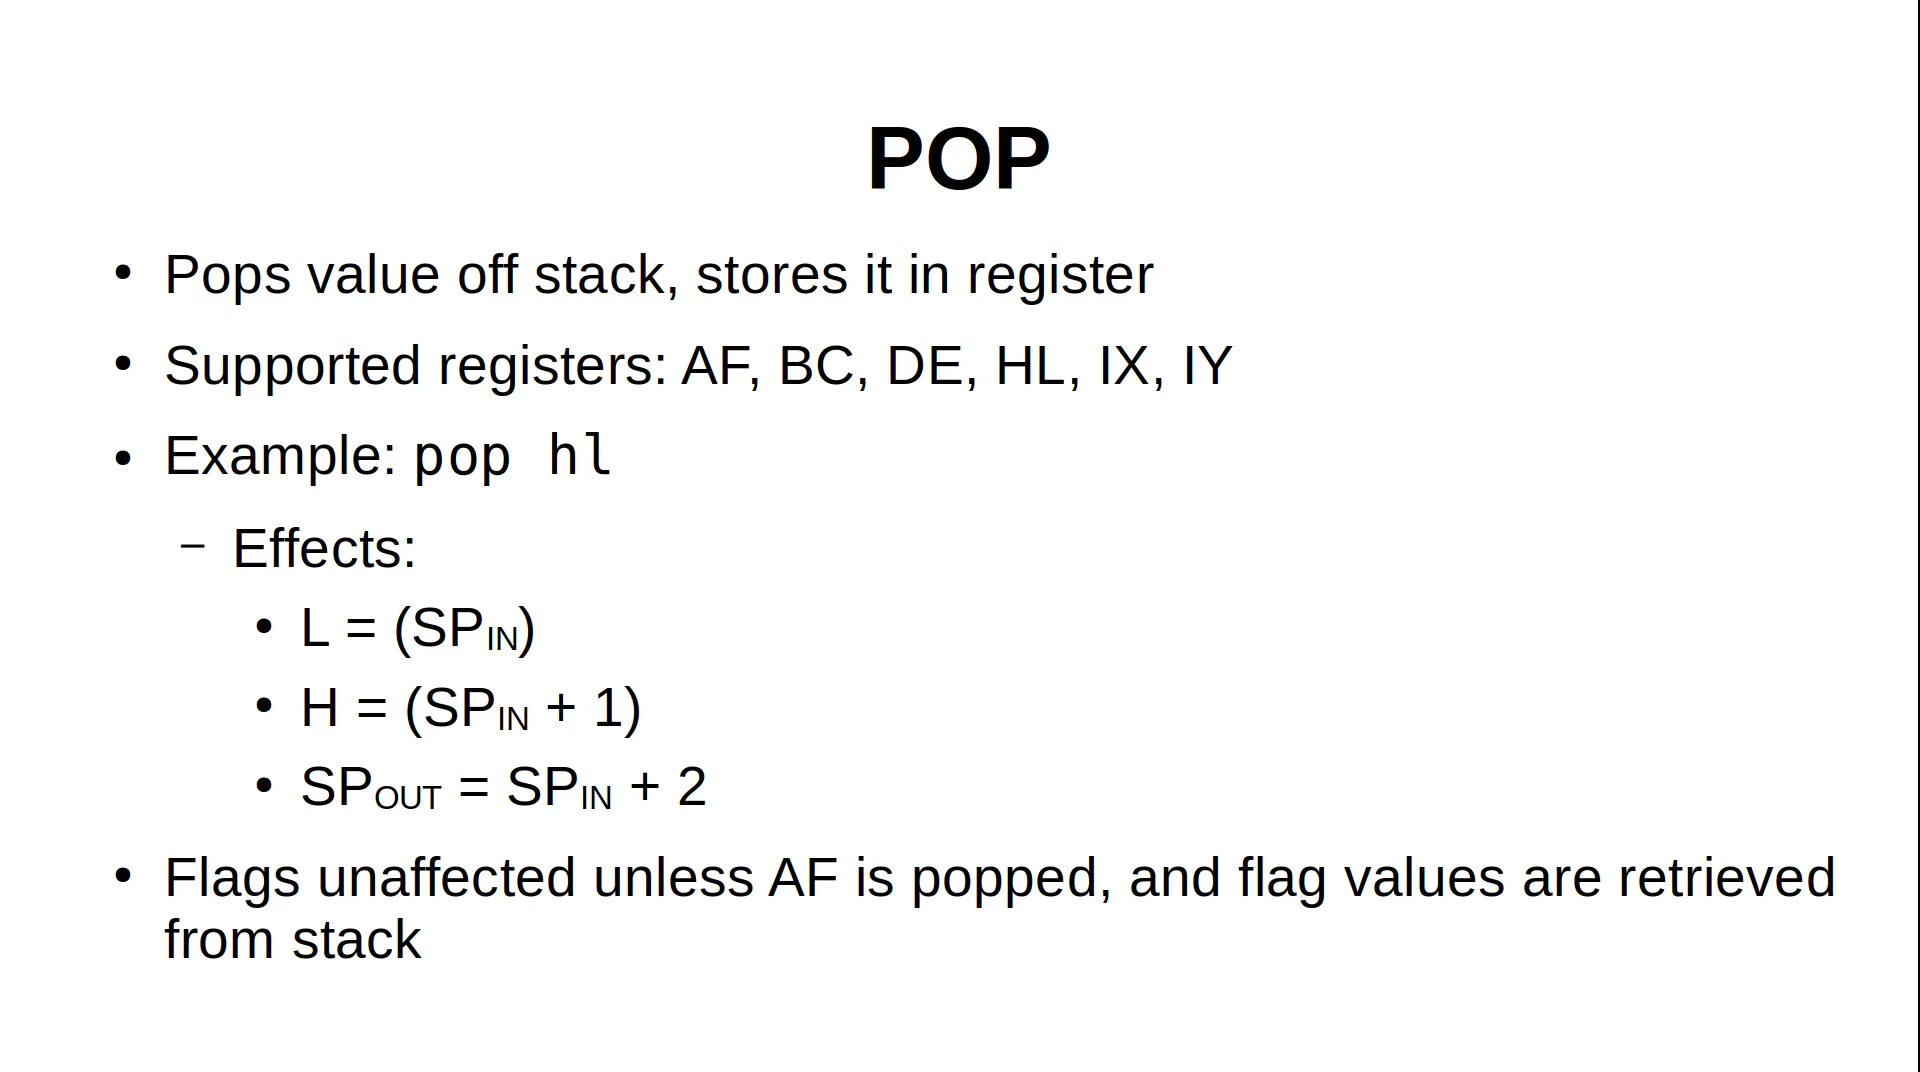 POP
• Pops value off stack, stores it in register
• Supported registers: AF, BC, DE, HL, IX, IY
• Example: pop hl
– Effects:
• L = (SPIN)
• H = (SPIN + 1)
• SPOUT = SPIN + 2
• Flags unaffected unless AF is popped, and flag values are retrieved
from stack